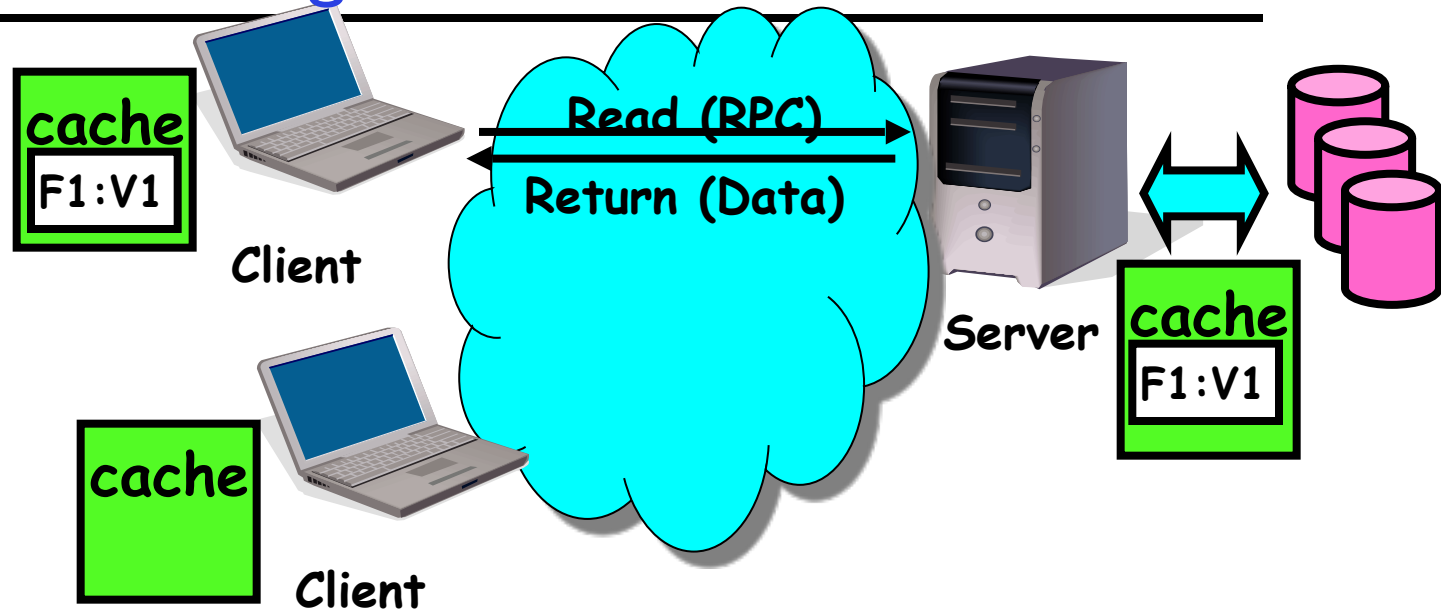 cache
F1:V1
Client
Read (RPC)
Return (Data)
Server
cache
F1:V1
cache
Client